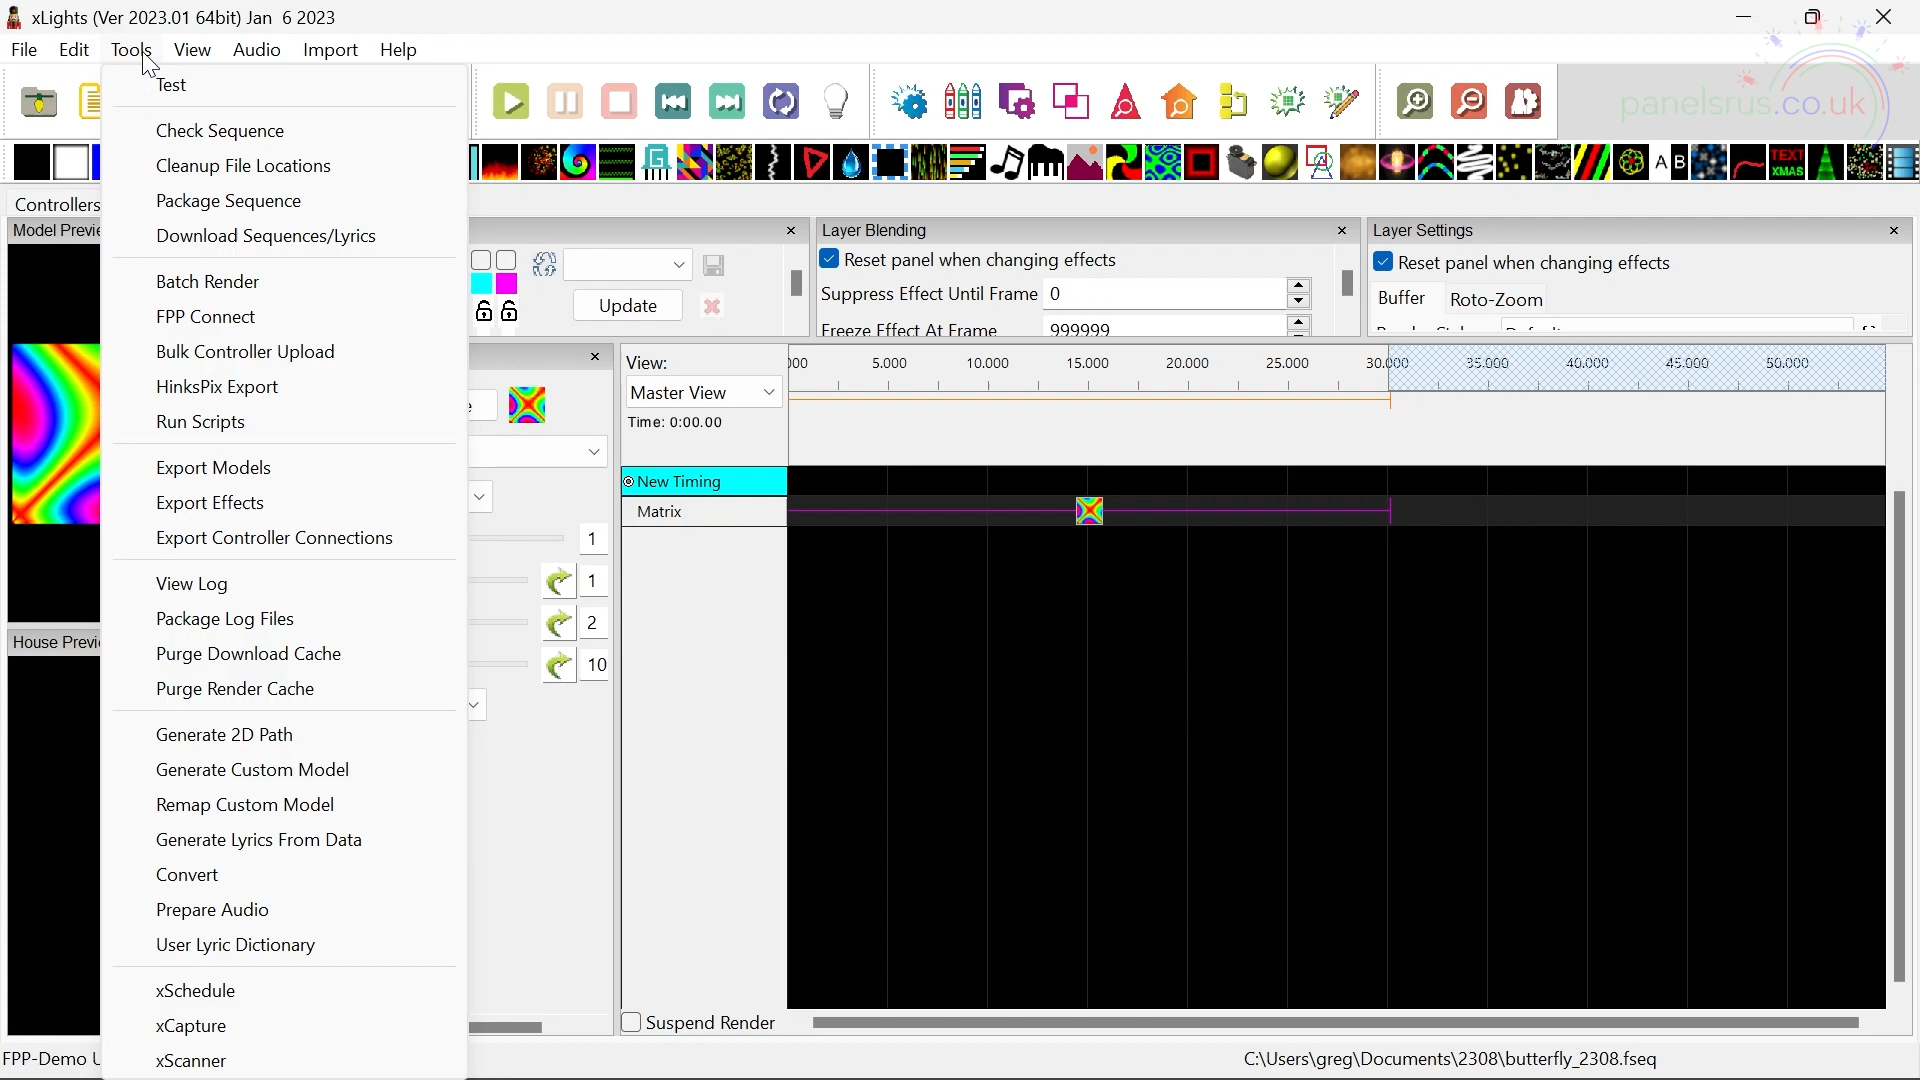 xLights (Ver 2023.01 64bit) Jan 6 2023
File Edit Tools View Audio Import Help
panelsrus.co.uk
Test
Check Sequence
Cleanup File Locations
Package Sequence
Download Sequences/Lyrics
Batch Render
FPP Connect
Bulk Controller Upload
HinksPix Export
Run Scripts
Export Models
Export Effects
Export Controller Connections
View Log
Package Log Files
Purge Download Cache
Purge Render Cache
Generate 2D Path
Generate Custom Model
Remap Custom Model
Generate Lyrics From Data
Convert
Prepare Audio
User Lyric Dictionary
xSchedule
xCapture
xScanner
A B
TEXT
XMAS
Controllers
Model Previe
House Previ
Update
1
1
2
10
Layer Blending
Reset panel when changing effects
Suppress Effect Until Frame 0
Freeze Effect At Frame 999999
Layer Settings
Reset panel when changing effects
Buffer Roto-Zoom
View:
Master View
Time: 0:00.00
000 5.000 10.000 15.000 20.000 25.000 30.000 35.000 40.000 45.000 50.000
New Timing
Matrix
Suspend Render
FPP-Demo U
C:\Users\greg\Documents\2308\butterfly_2308.fseq